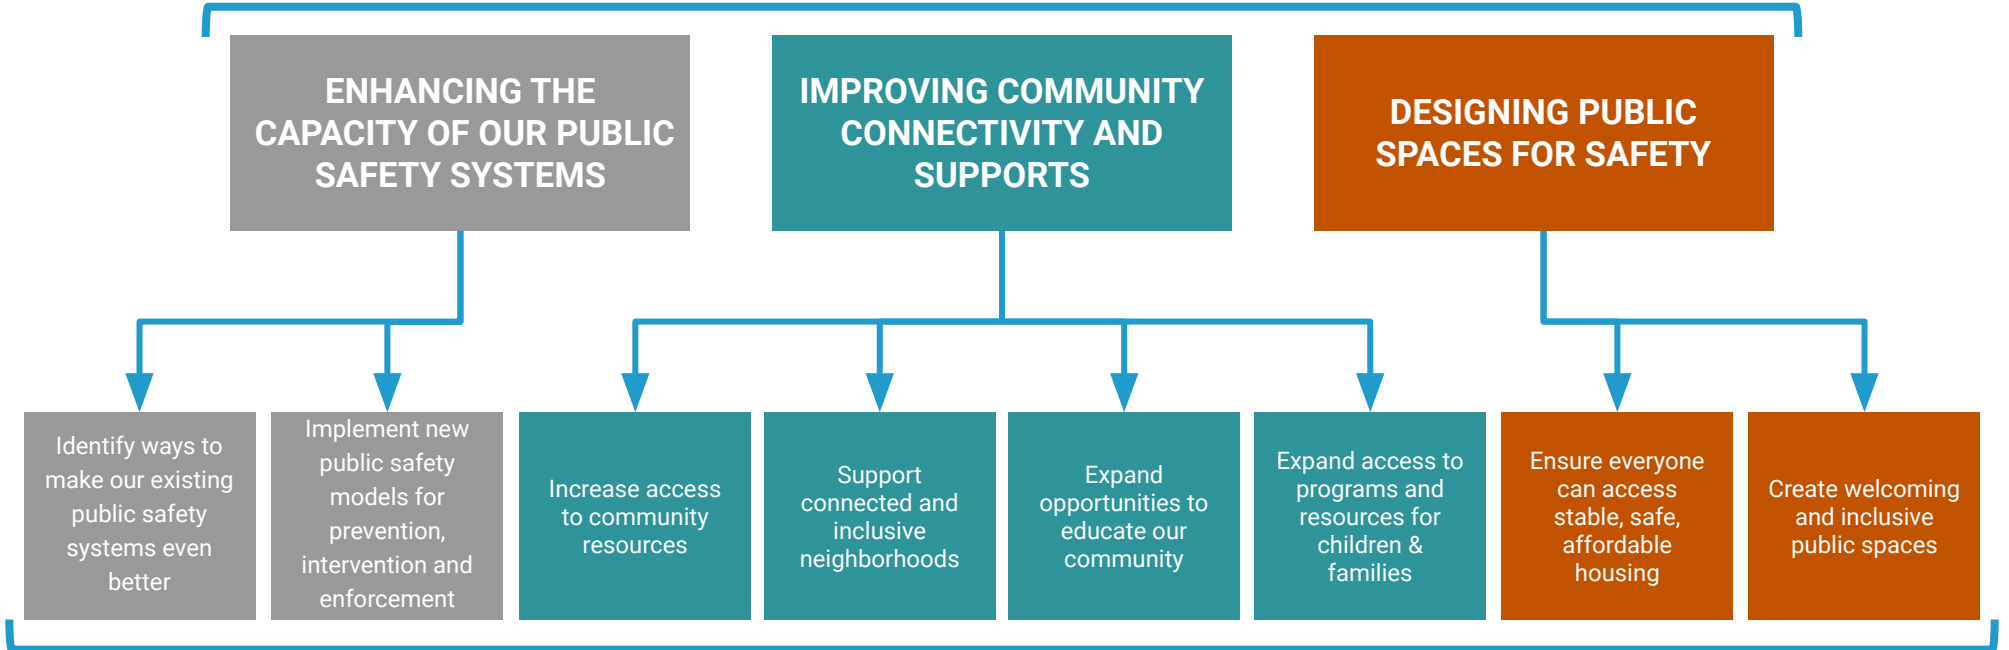 ENHANCING THE
CAPACITY OF OUR PUBLIC
SAFETY SYSTEMS
IMPROVING COMMUNITY
CONNECTIVITY AND
SUPPORTS
DESIGNING PUBLIC
SPACES FOR SAFETY
Identify ways to
make our existing
public safety
systems even
better
Implement new
public safety
models for
prevention,
intervention and
enforcement
Increase access
to community
resources
Support
connected and
inclusive
neighborhoods
Expand
opportunities to
educate our
community
Expand access to
programs and
resources for
children &
families
Ensure everyone
can access
stable, safe,
affordable
housing
Create welcoming
and inclusive
public spaces